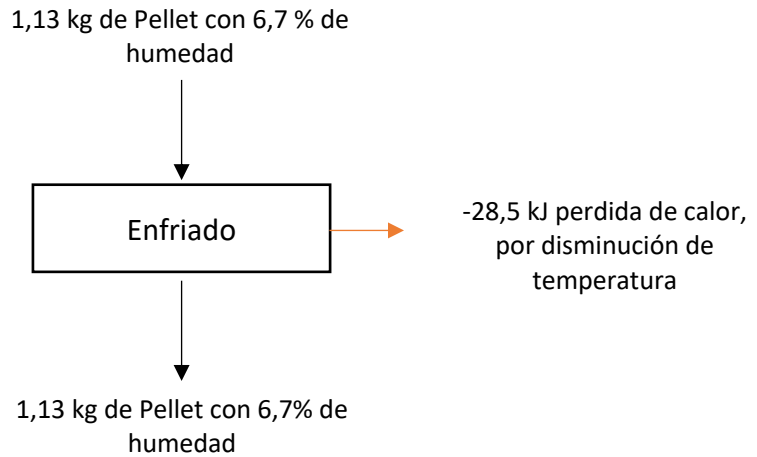 1,13 kg de Pellet con 6,7 % de
humedad
Enfriado
-28,5 kJ perdida de calor,
por disminución de
temperatura
1,13 kg de Pellet con 6,7% de
humedad